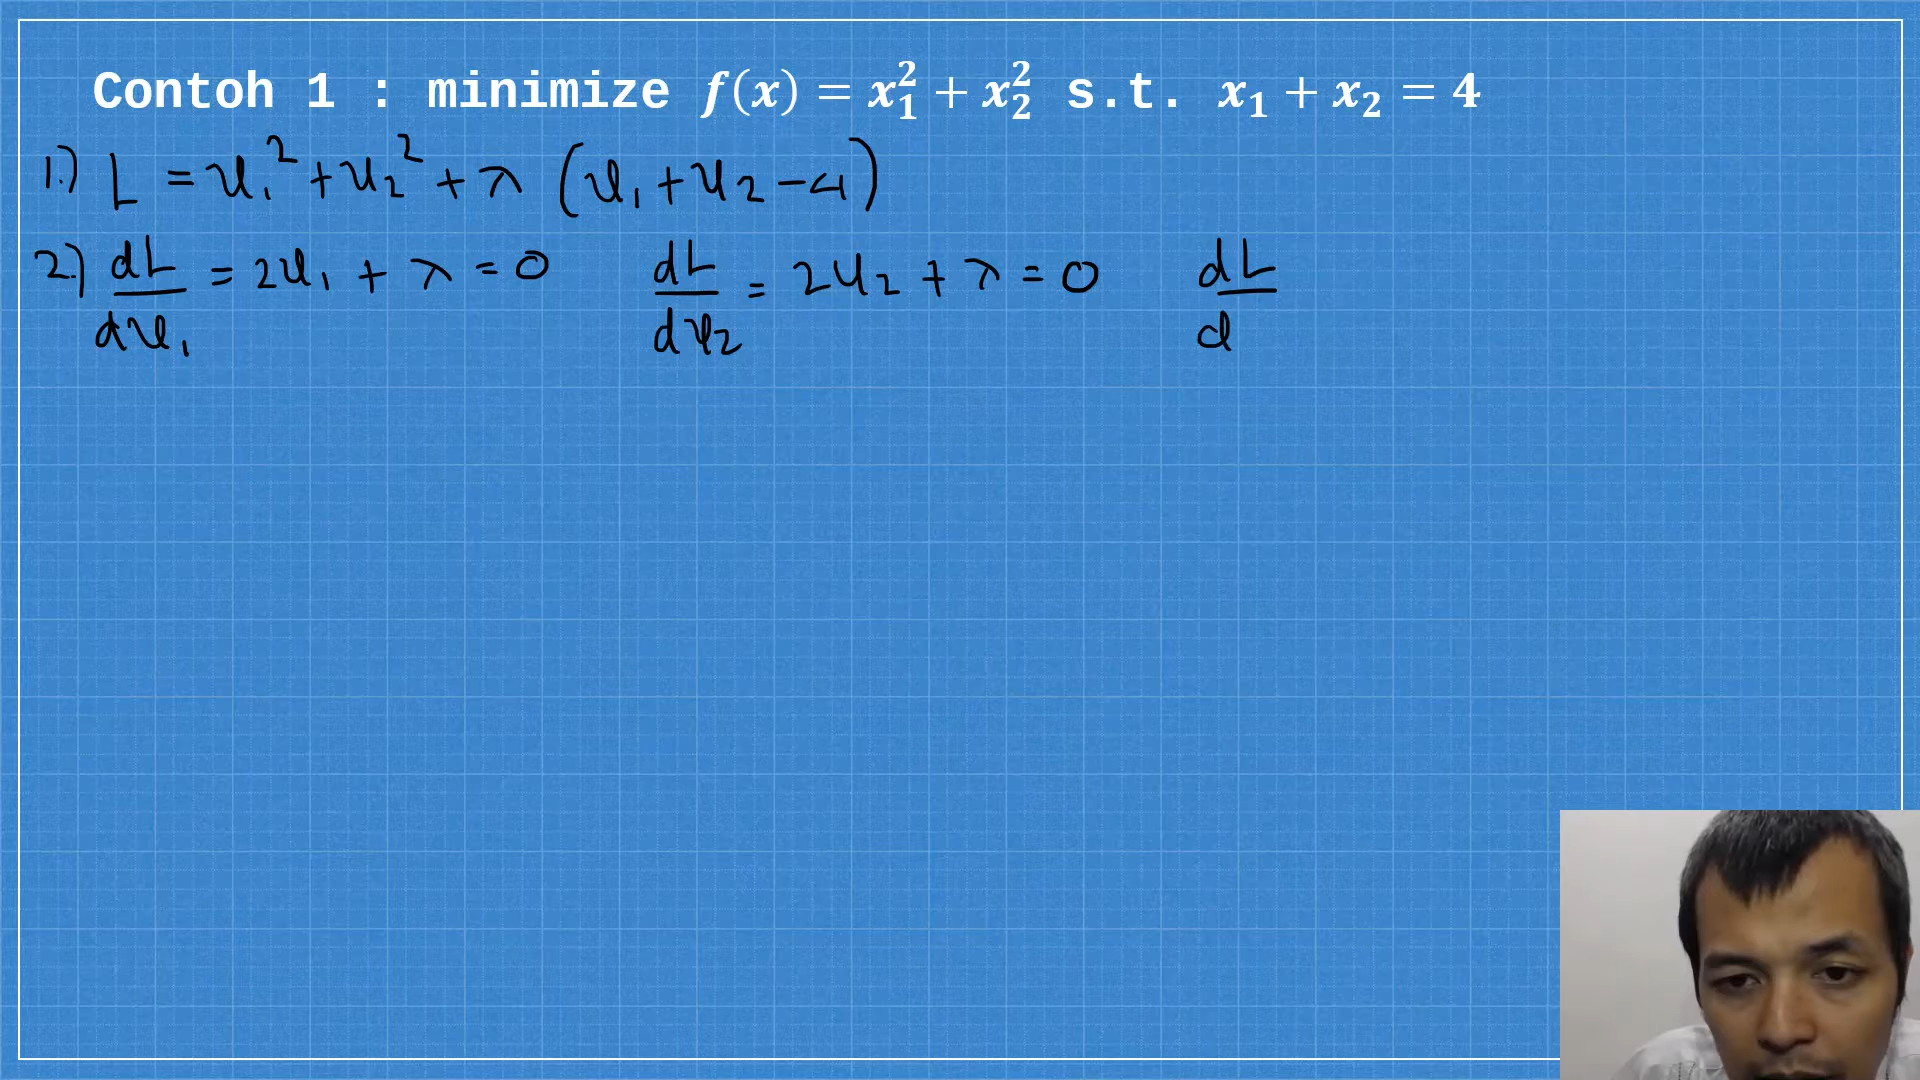 Contoh 1 : minimize f(x) = x₁² + x₂² s.t. x₁ + x₂ = 4
1.) L = x₁² + x₂² + λ (x₁ + x₂ − 4)
2.) dL/dx₁ = 2x₁ + λ = 0 dL/dx₂ = 2x₂ + λ = 0 dL/d